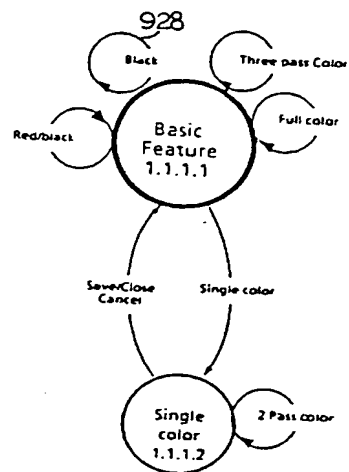 928
Black
Three pass Color
Red/black
Full color
Basic
Feature
1.1.1.1
Save/Close
Cancel
Single color
Single
color
1.1.1.2
2 Pass color